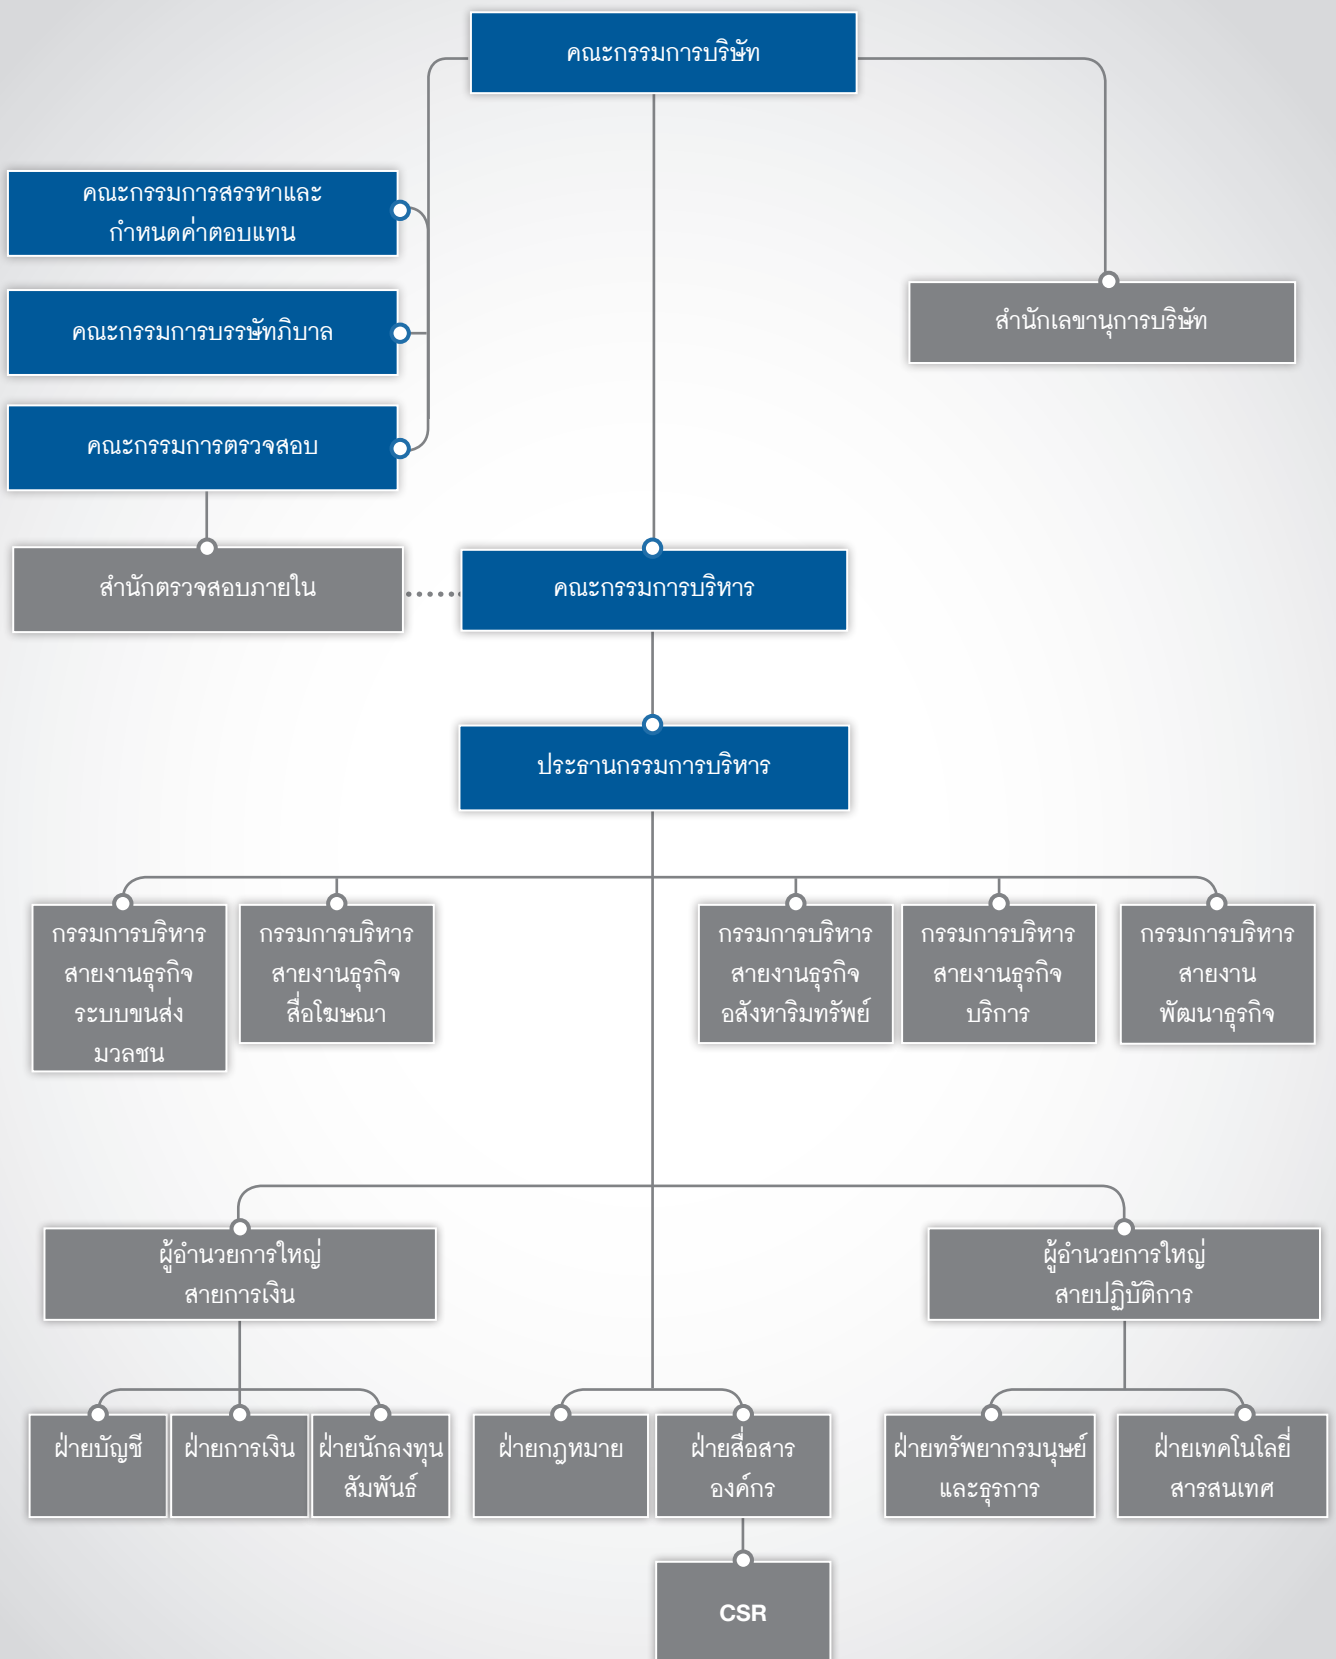 คณะกรรมการบริษัท
คณะกรรมการสรรหาและ
กำหนดค่าตอบแทน
คณะกรรมการบรรษัทภิบาล
สำนักเลขานุการบริษัท
คณะกรรมการตรวจสอบ
สำนักตรวจสอบภายใน
คณะกรรมการบริหาร
ประธานกรรมการบริหาร
กรรมการบริหาร
สายงานธุรกิจ
ระบบขนส่ง
มวลชน
กรรมการบริหาร
สายงานธุรกิจ
สื่อโฆษณา
กรรมการบริหาร
สายงานธุรกิจ
อสังหาริมทรัพย์
กรรมการบริหาร
สายงานธุรกิจ
บริการ
กรรมการบริหาร
สายงาน
พัฒนาธุรกิจ
ผู้อำนวยการใหญ่
สายการเงิน
ผู้อำนวยการใหญ่
สายปฏิบัติการ
ฝ่ายบัญชี
ฝ่ายการเงิน
ฝ่ายนักลงทุน
สัมพันธ์
ฝ่ายกฎหมาย
ฝ่ายสื่อสาร
องค์กร
ฝ่ายทรัพยากรมนุษย์
และธุรการ
ฝ่ายเทคโนโลยี่
สารสนเทศ
CSR